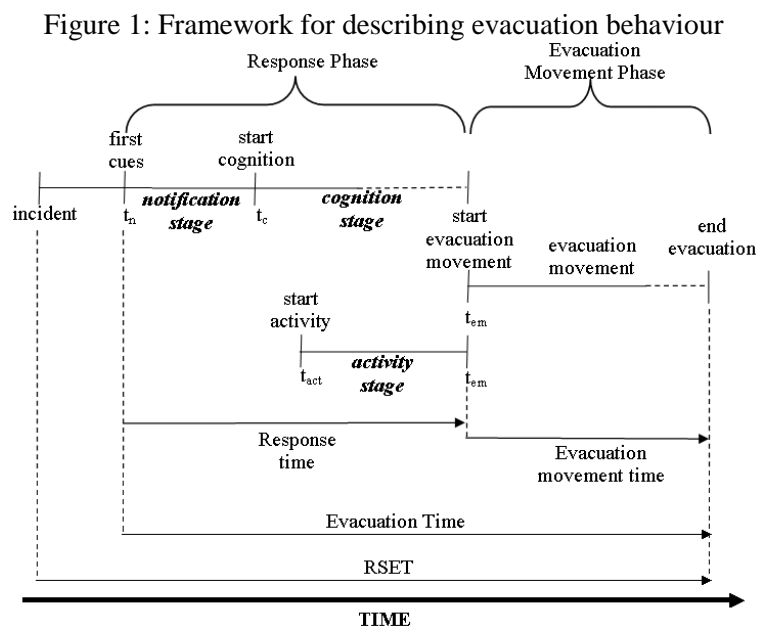 Figure 1: Framework for describing evacuation behaviour
Response Phase
Evacuation
Movement Phase
first
cues
start
cognition
incident
tn
notification
stage
tc
cognition
stage
start
evacuation
movement
evacuation
movement
end
evacuation
start
activity
tem
tact
activity
stage
tem
Response
time
Evacuation
movement time
Evacuation Time
RSET
TIME